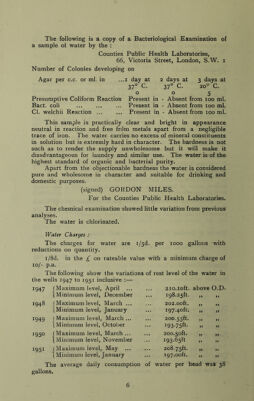 The following is a copy of a Bacteriological Examination of
a sample of water by the :
Counties Public Health Laboratories,
66, Victoria Street, London, S.W. 1
Number of Colonies developing on
Agar per c.c. or ml. in ... 1 day at 2 days at 3 days at
37° C. 37° C. 20° C.
0 0 5
Presumptive Coliform Reaction Present in - Absent from 100 ml.
Bact. coli ... ... Present in - Absent from 100 ml.
Cl. welchii Reaction ... ... Present in - Absent from 100 ml.
This sample is practically clear and bright in appearance
neutral in reaction and free from metals apart from a negligible
trace of iron. The water carries no excess of mineral constituents
in solution but is extremely hard in character. The hardness is not
such as to render the supply unwholesome but it will make it
disadvantageous for laundry and similar use. The water is of the
highest standard of organic and bacterial purity.
Apart from the objectionable hardness the water is considered
pure and wholesome in character and suitable for drinking and
domestic purposes.
(signed) GORDON MILES.
For the Counties Public Health Laboratories.
The chemical examination showed little variation from previous
analyses.
The water is chlorinated.
Water Charges :
The charges for water are 1/9d. per 1000 gallons with
reductions on quantity.
1/8d. in the £ on rateable value with a minimum charge of
10/- p.a.
The following show the variations of rest level of the water in
the wells 1947 to 1951 inclusive :—
1947 { Maximum level, April ... ... 210.10ft. above O.D.
{ Minimum level, December ... 198.25ft. „ „
1948 { Maximum level, March ... ... 202.00ft. „ „
{ Minimum level, January ... 197.40ft. „ „
1949 { Maximum level, March ... ... 200.55ft. „ „
{ Minimum level, October ... 193.75ft. „ „
1950 { Maximum level, March ... ... 200.50ft. „ „
{ Minimum level, November ... 193.65ft „ „
1951 { Maximum level, May ... ... 208.75ft. „ „
{ Minimum level, January ... 197.00ft. „ „
The average daily consumption of water per head was 38
gallons.
6